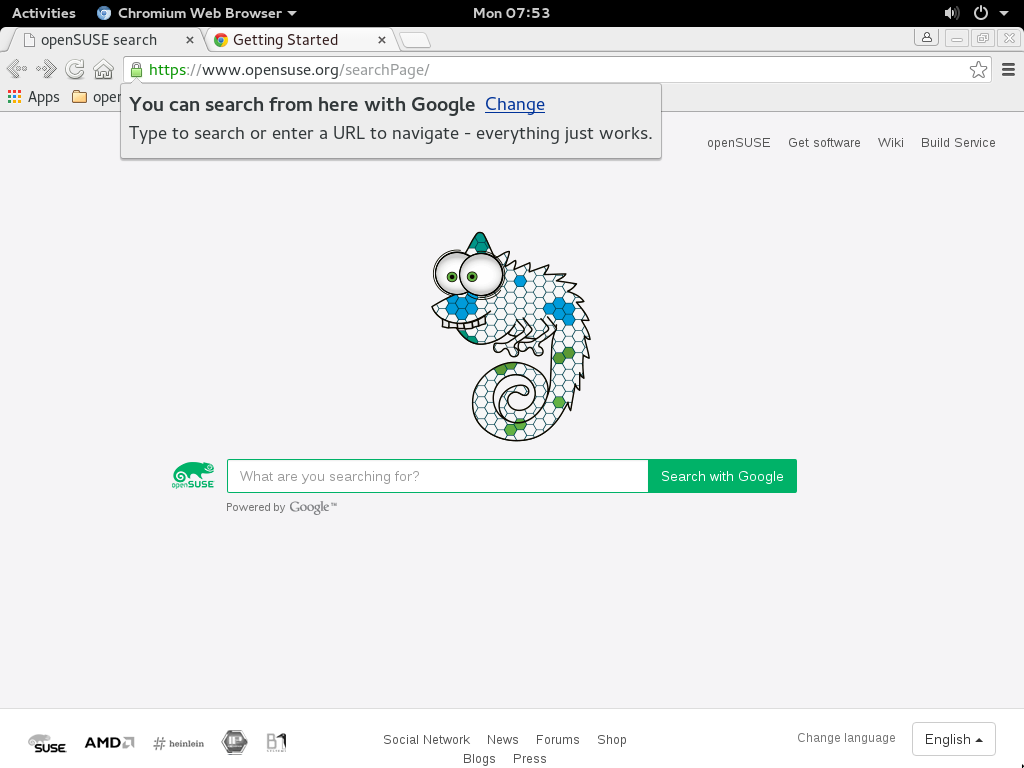 Activities Chromium Web Browser Mon 07:53
openSUSE search Getting Started
https://www.opensuse.org/searchPage/
Apps open
You can search from here with Google Change
Type to search or enter a URL to navigate - everything just works.
openSUSE Get software Wiki Build Service
openSUSE What are you searching for? Search with Google
Powered by Google™
SUSE AMD # heinlein B1
Social Network News Forums Shop
Blogs Press
Change language English